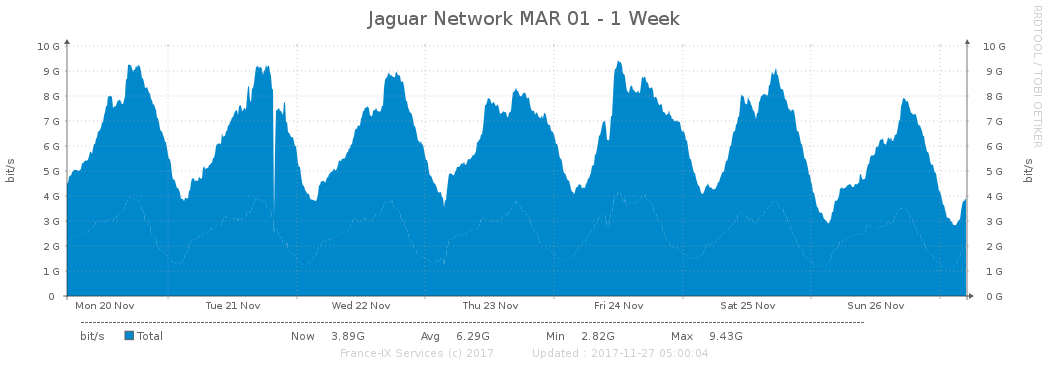 Jaguar Network MAR 01 - 1 Week
RRDTOOL / TOBI OETIKER
10 G 10 G
9 G 9 G
8 G 8 G
7 G 7 G
6 G 6 G
5 G 5 G
4 G 4 G
3 G 3 G
2 G 2 G
1 G 1 G
0 0 G
bit/s
bit/s
Mon 20 Nov Tue 21 Nov Wed 22 Nov Thu 23 Nov Fri 24 Nov Sat 25 Nov Sun 26 Nov
bit/s Total Now 3.89G Avg 6.29G Min 2.82G Max 9.43G
France-IX Services (c) 2017 Updated : 2017-11-27 05:00:04